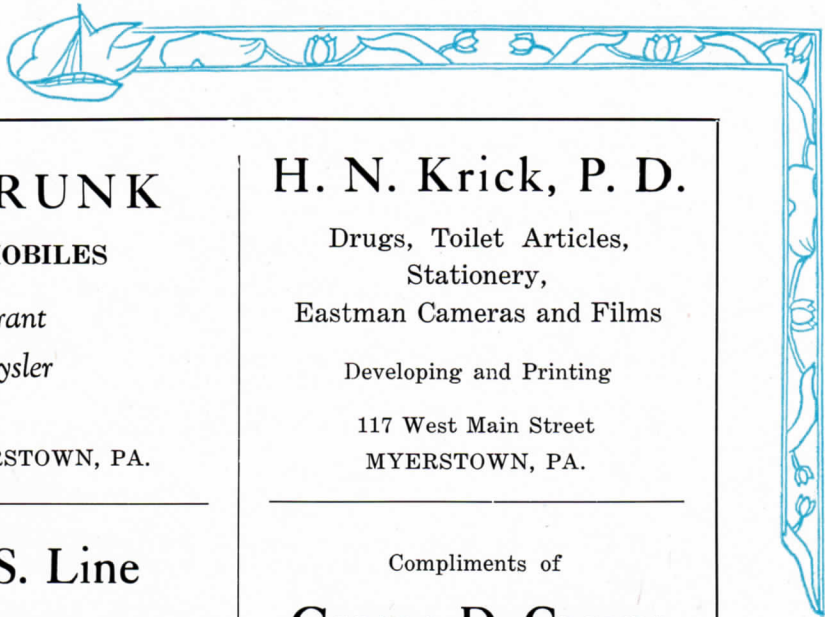 RUNK
OBILES
rant
ysler
STOWN, PA.
S. Line
H. N. Krick, P. D.
Drugs, Toilet Articles,
Stationery,
Eastman Cameras and Films
Developing and Printing
117 West Main Street
MYERSTOWN, PA.
Compliments of